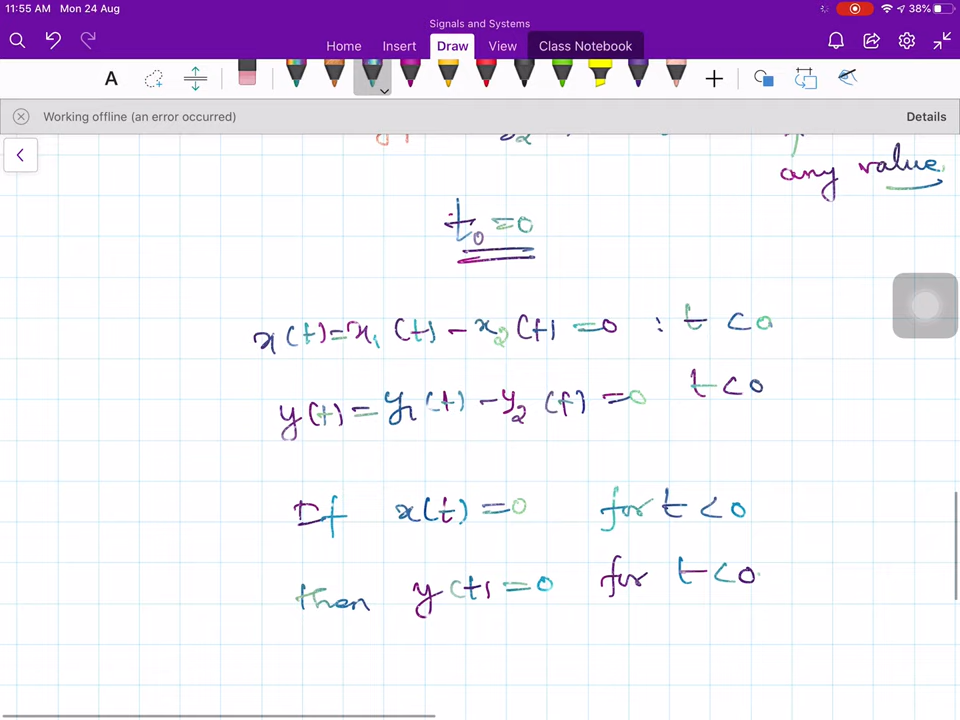 11:55 AM Mon 24 Aug
38%
Signals and Systems
Home Insert Draw View Class Notebook
A
Working offline (an error occurred)
Details
any value
t₀ = 0
x(t) = x₁(t) - x₂(t) = 0 : t < 0
y(t) = y₁(t) - y₂(t) = 0 t < 0
If x(t) = 0 for t < 0
then y(t) = 0 for t < 0